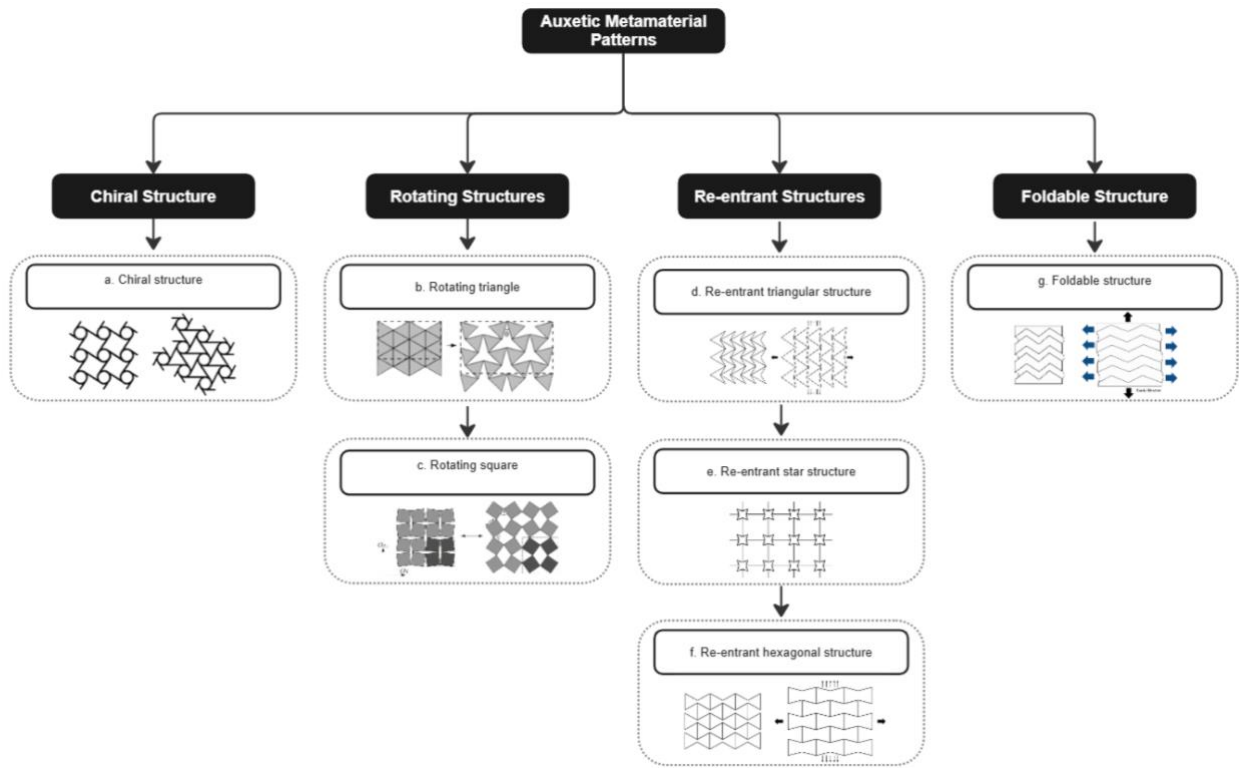 Auxetic Metamaterial
Patterns
Chiral Structure
Rotating Structures
Re-entrant Structures
Foldable Structure
a. Chiral structure
b. Rotating triangle
d. Re-entrant triangular structure
g. Foldable structure
c. Rotating square
e. Re-entrant star structure
f. Re-entrant hexagonal structure